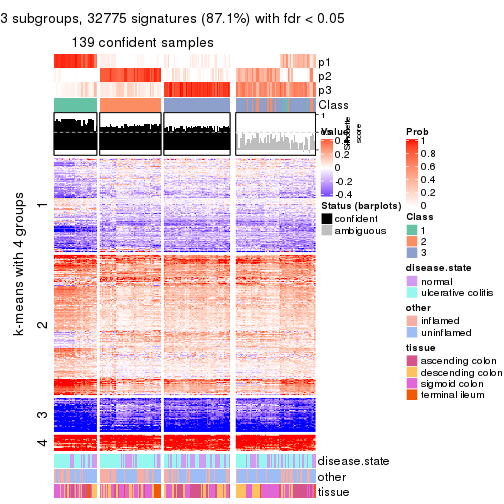 3 subgroups, 32775 signatures (87.1%) with fdr < 0.05
139 confident samples
p1
p2
p3
Class
1
Silhouette
score
Value
0.2
0
-0.2
-0.4
Prob
1
0.8
0.6
0.4
0.2
0
Status (barplots)
confident
ambiguous
Class
1
2
3
disease.state
normal
ulcerative colitis
other
inflamed
uninflamed
tissue
ascending colon
descending colon
sigmoid colon
terminal ileum
k-means with 4 groups
1
2
3
4
disease.state
other
tissue